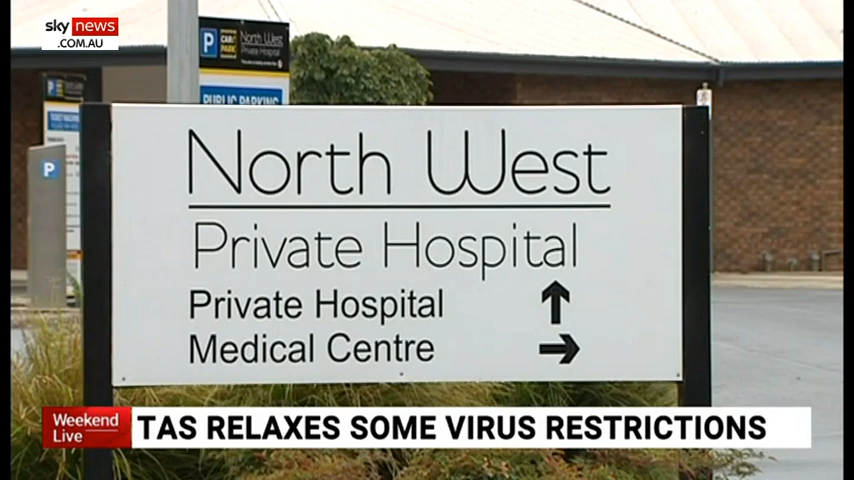 sky news
.COM.AU
P
CAR PARK
North West
Private Hospital
PUBLIC PARKING
P
North West
Private Hospital
Private Hospital
Medical Centre
Weekend
Live
TAS RELAXES SOME VIRUS RESTRICTIONS